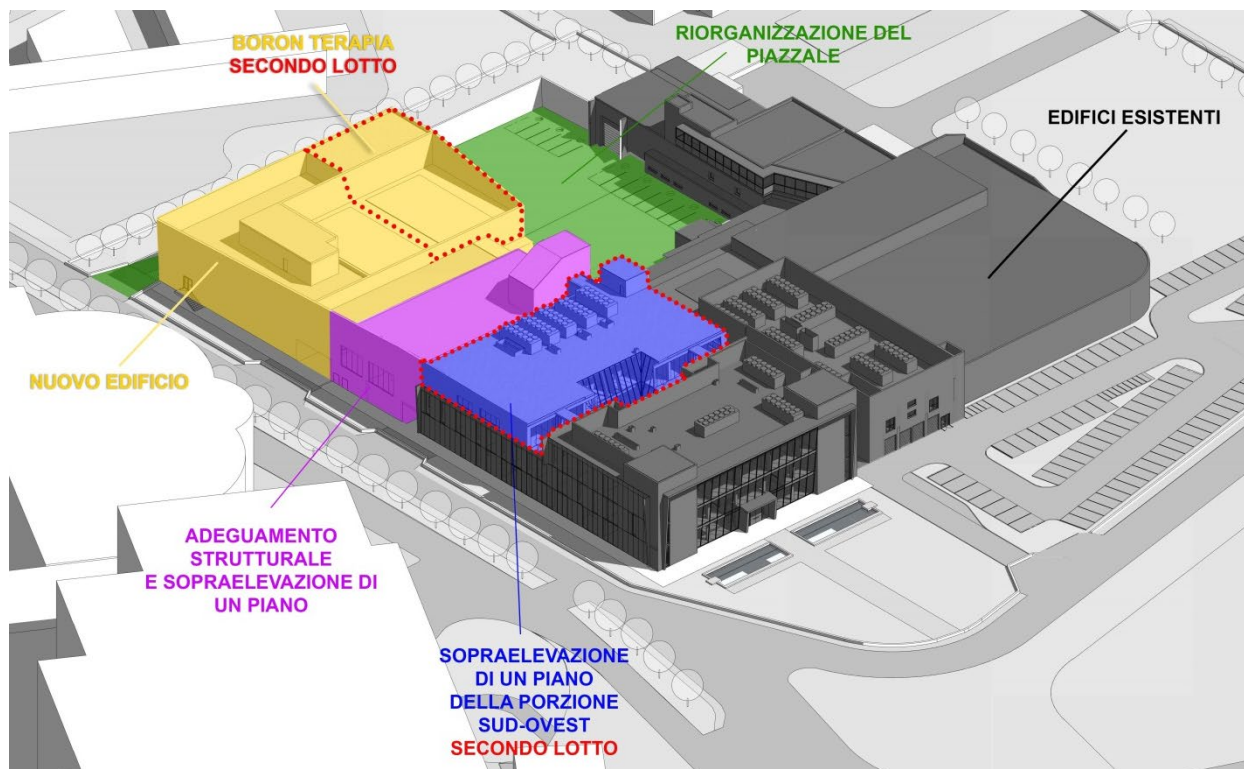 BORON TERAPIA
SECONDO LOTTO
RIORGANIZZAZIONE DEL
PIAZZALE
EDIFICI ESISTENTI
NUOVO EDIFICIO
ADEGUAMENTO
STRUTTURALE
E SOPRAELEVAZIONE DI
UN PIANO
SOPRAELEVAZIONE
DI UN PIANO
DELLA PORZIONE
SUD-OVEST
SECONDO LOTTO